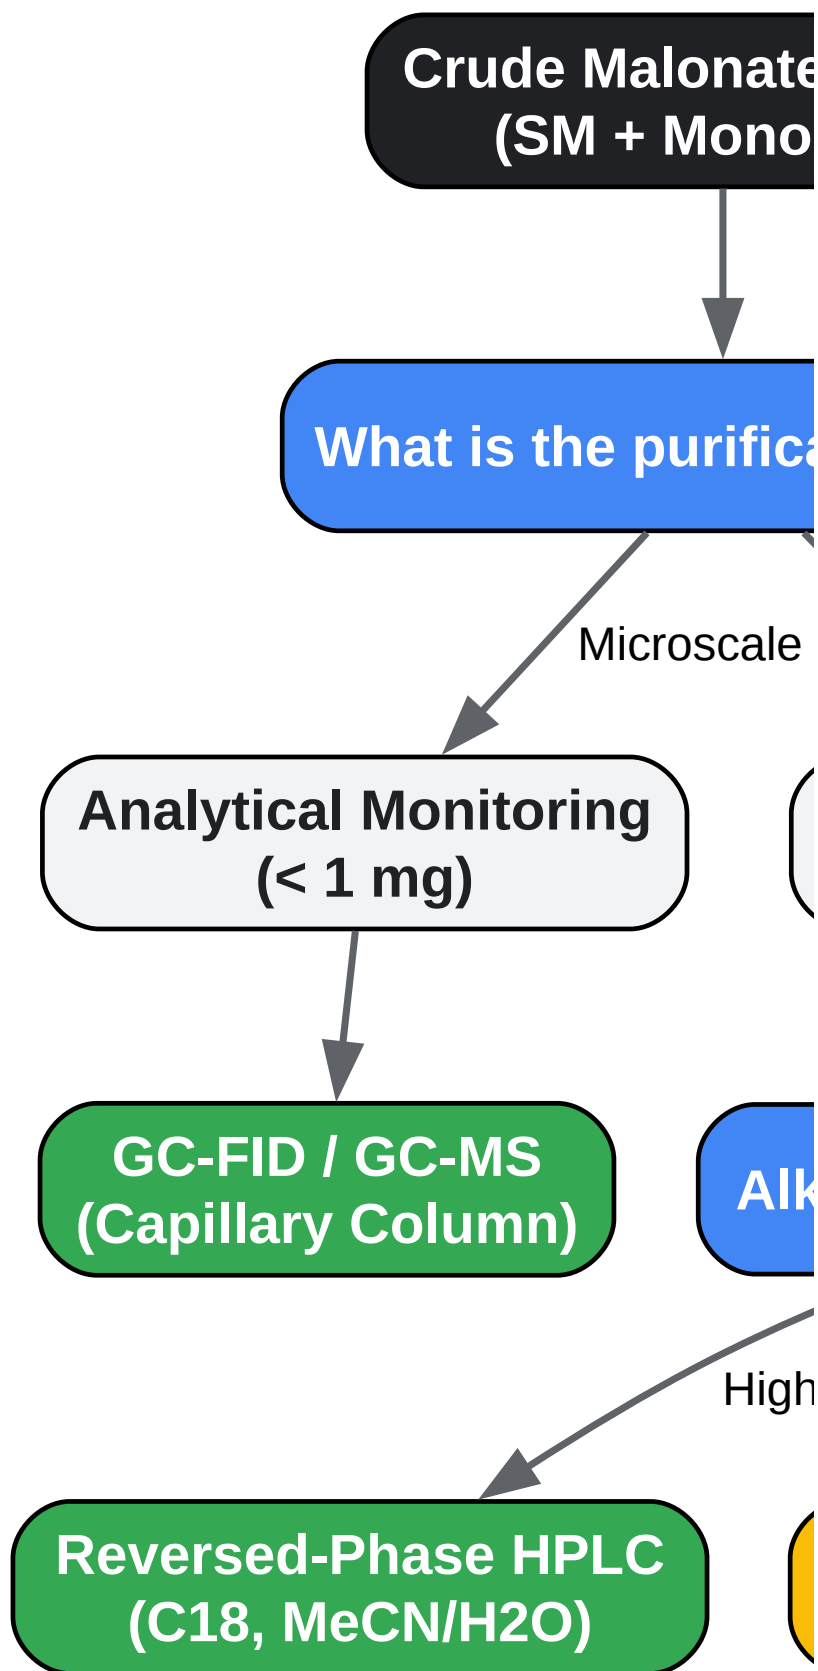 Crude Malonate
(SM + Mono
What is the purifica
Microscale
Analytical Monitoring
(< 1 mg)
GC-FID / GC-MS
(Capillary Column)
Alk
High
Reversed-Phase HPLC
(C18, MeCN/H2O)